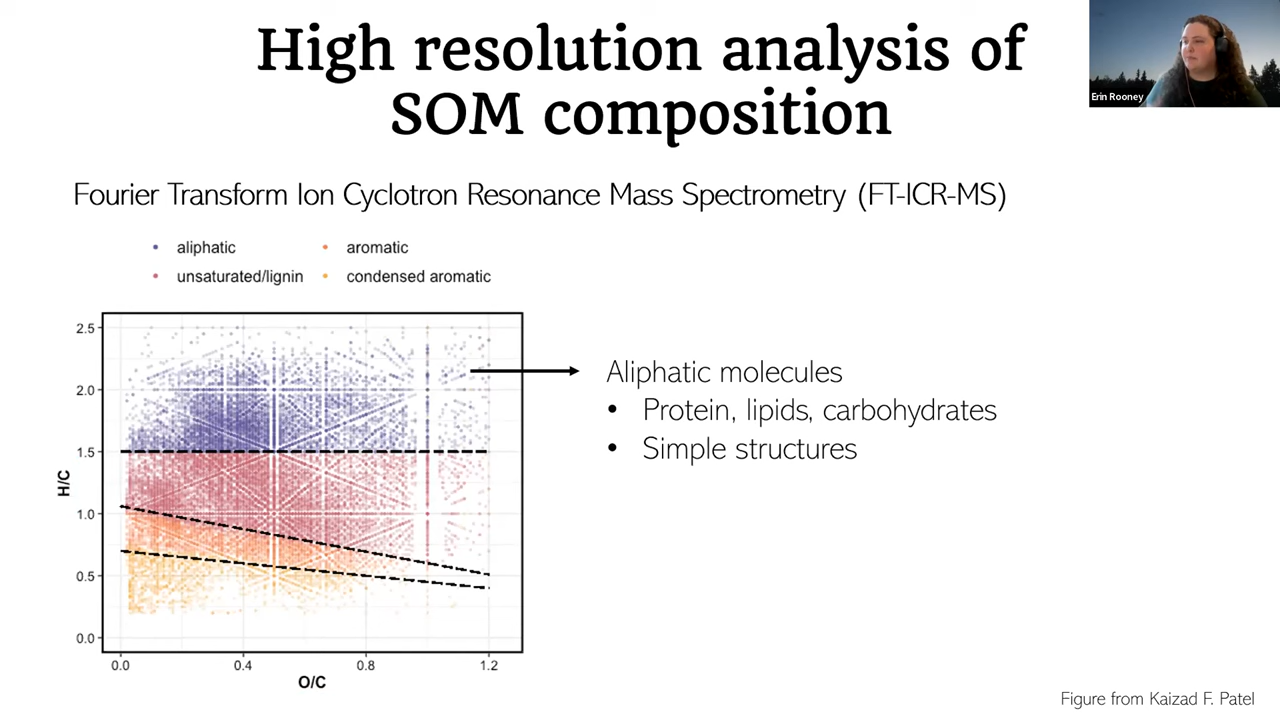 High resolution analysis of
SOM composition
Erin Rooney
Fourier Transform Ion Cyclotron Resonance Mass Spectrometry (FT-ICR-MS)
aliphatic
aromatic
unsaturated/lignin
condensed aromatic
2.5
2.0
1.5
1.0
0.5
0.0
H/C
0.0 0.4 0.8 1.2
O/C
Aliphatic molecules
• Protein, lipids, carbohydrates
• Simple structures
Figure from Kaizad F. Patel